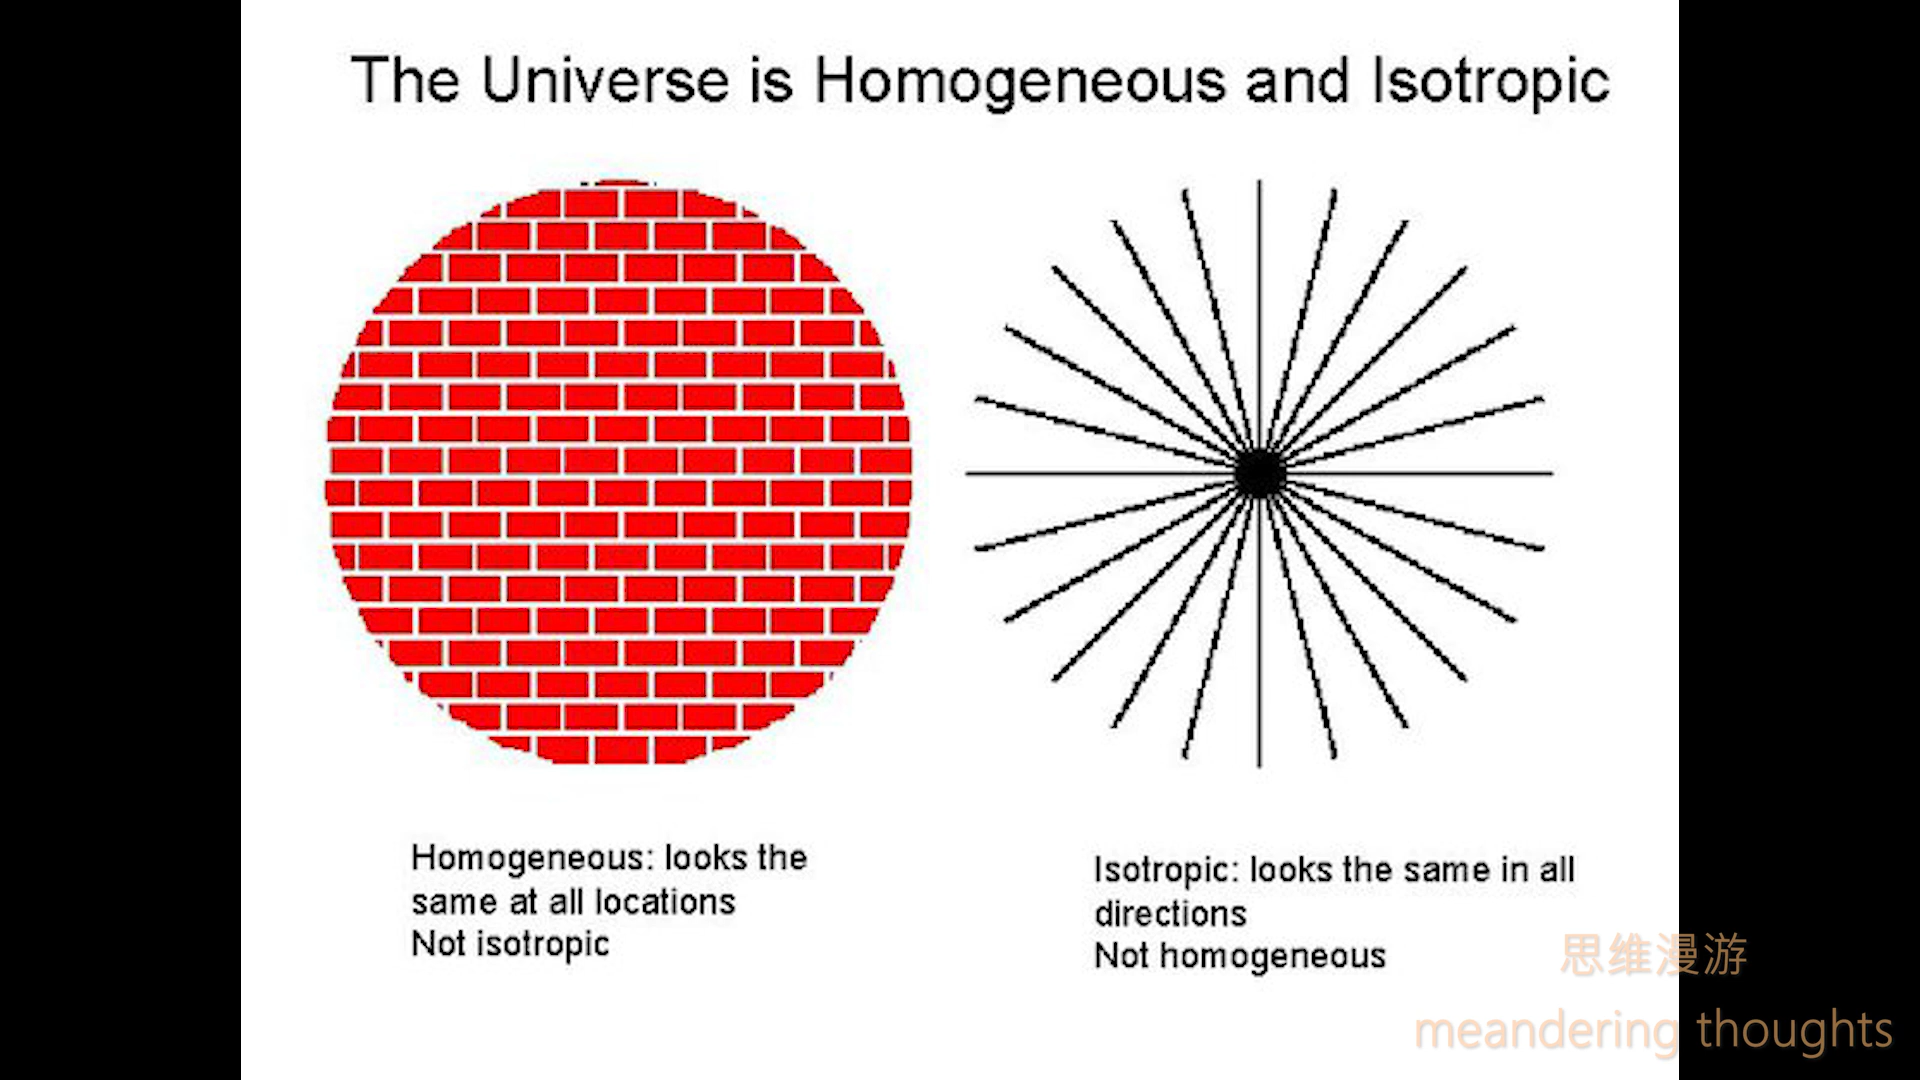 The Universe is Homogeneous and Isotropic
Homogeneous: looks the
same at all locations
Not isotropic
Isotropic: looks the same in all
directions
Not homogeneous
思维漫游
meandering thoughts